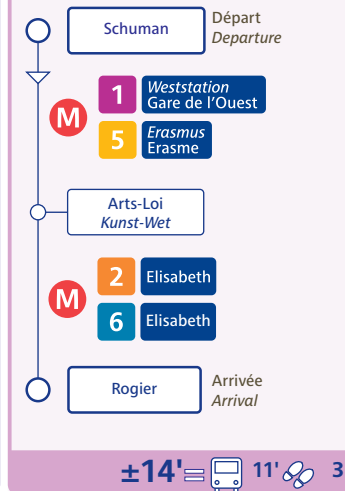 Schuman
Départ
Departure
M
1
Weststation
Gare de l'Ouest
5
Erasmus
Erasme
Arts-Loi
Kunst-Wet
M
2 Elisabeth
6 Elisabeth
Rogier
Arrivée
Arrival
±14'= 11' 3